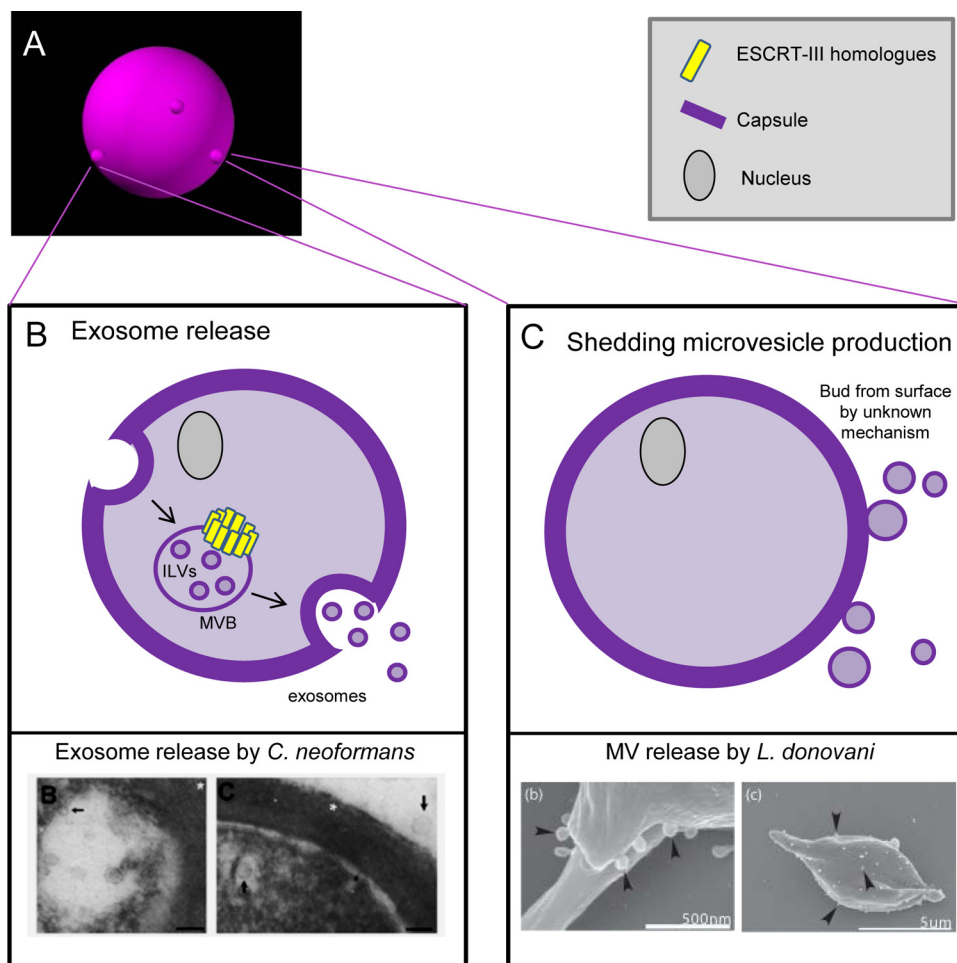 A
ESCRT-III homologues
Capsule
Nucleus
B Exosome release
ILVs
MVB
exosomes
C Shedding microvesicle production
Bud from surface
by unknown
mechanism
Exosome release by C. neoformans
B
*
C
*
MV release by L. donovani
(b)
500nm
(c)
5um